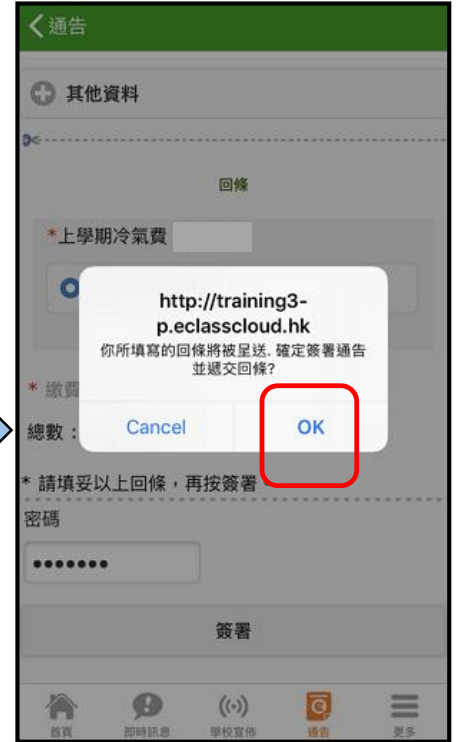 通告
其他資料
回條
*上學期冷氣費
http://training3-
p.eclasscloud.hk
你所填寫的回條將被呈送. 確定簽署通告
並遞交回條?
* 繳費
Cancel OK
總數：
* 請填妥以上回條，再按簽署
密碼
•••••••
簽署
首頁 即時訊息 學校宣佈 通告 更多